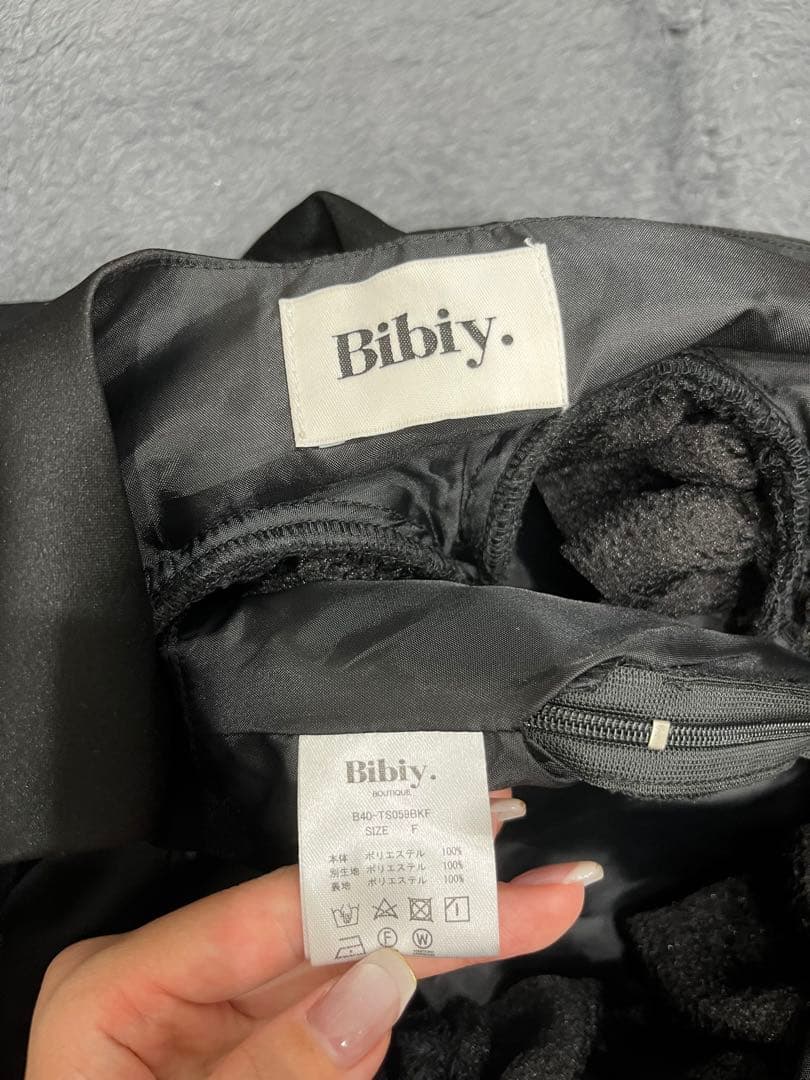 Bibiy.
Bibiy.
BOUTIQUE
B40-TS059BKF
SIZE F
本体 ポリエステル 100%
別生地 ポリエステル 100%
裏地 ポリエステル 100%
F W